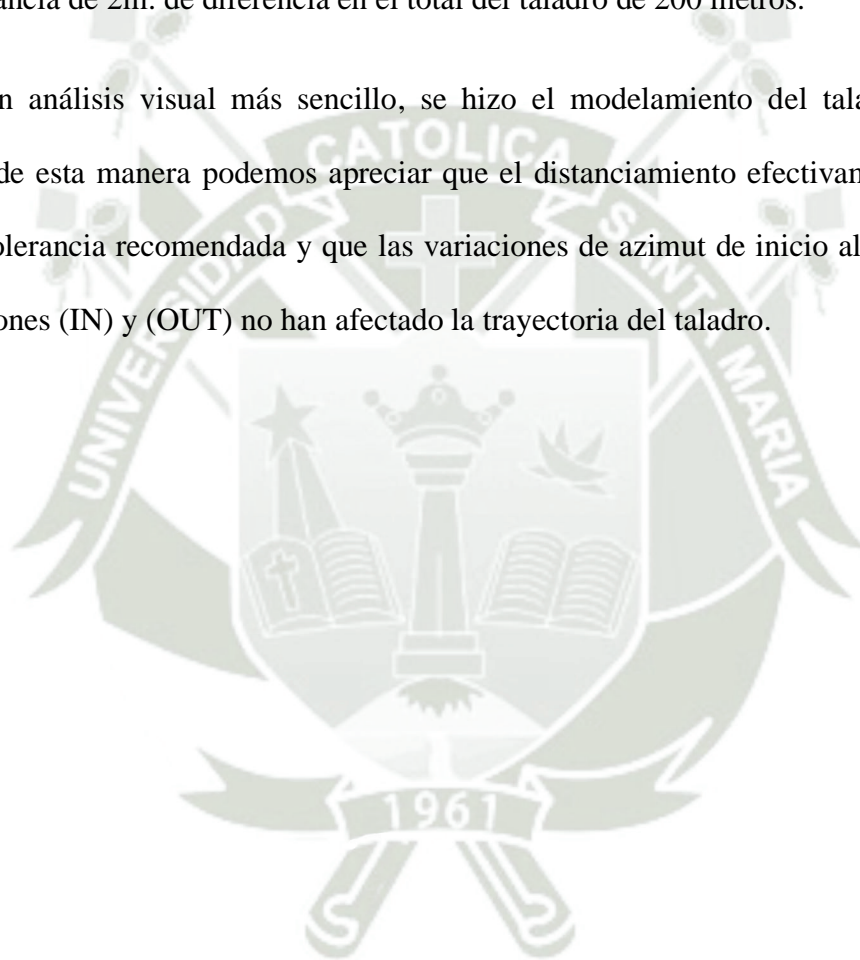 ancia de 2m. de diferencia en el total del taladro de 200 metros.
n análisis visual más sencillo, se hizo el modelamiento del tala
de esta manera podemos apreciar que el distanciamiento efectivan
olerancia recomendada y que las variaciones de azimut de inicio al
ones (IN) y (OUT) no han afectado la trayectoria del taladro.
UNIVERSIDAD CATOLICA SANTA MARIA
1961